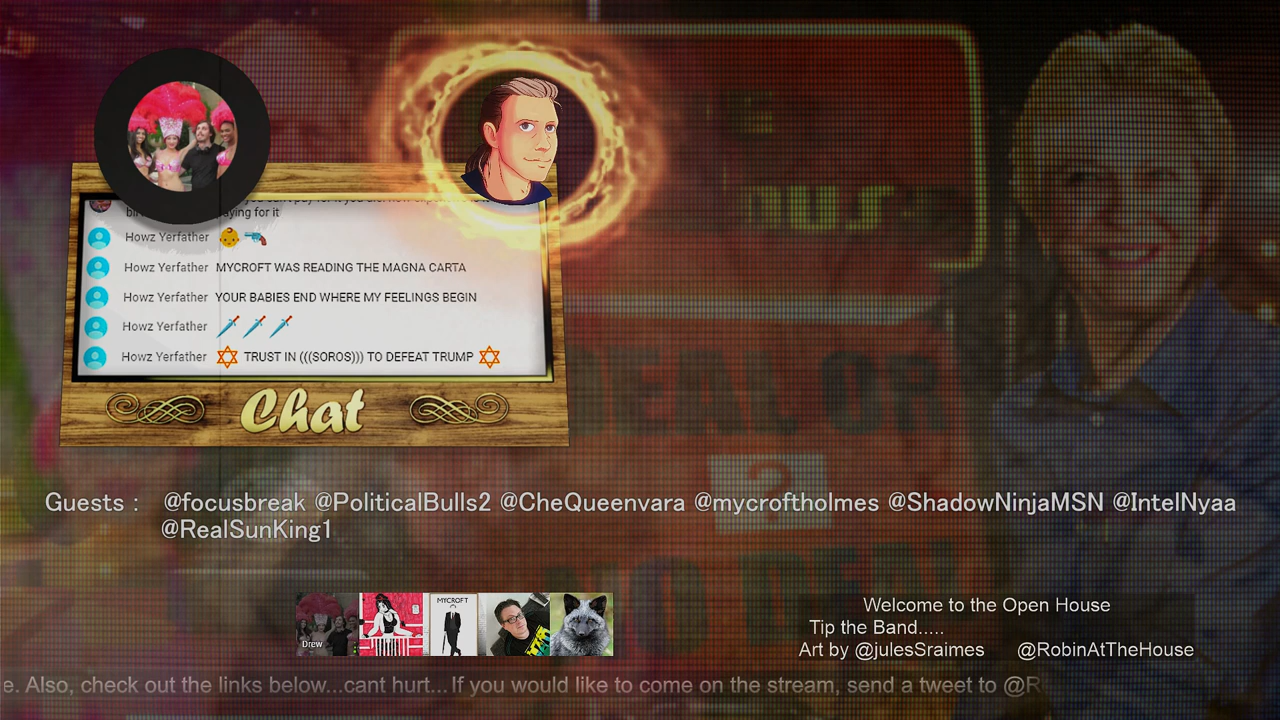 ying for it
Howz Yerfather 👶 🔫
Howz Yerfather MYCROFT WAS READING THE MAGNA CARTA
Howz Yerfather YOUR BABIES END WHERE MY FEELINGS BEGIN
Howz Yerfather 🗡 🗡 🗡
Howz Yerfather 🔯 TRUST IN (((SOROS))) TO DEFEAT TRUMP 🔯
Chat
DEAL OR
?
NO DEAL
Guests : @focusbreak @PoliticalBulls2 @CheQueenvara @mycroftholmes @ShadowNinjaMSN @IntelNyaa
@RealSunKing1
Drew
MYCROFT
Welcome to the Open House
Tip the Band.....
Art by @julesSraimes @RobinAtTheHouse
e. Also, check out the links below...cant hurt... If you would like to come on the stream, send a tweet to @R